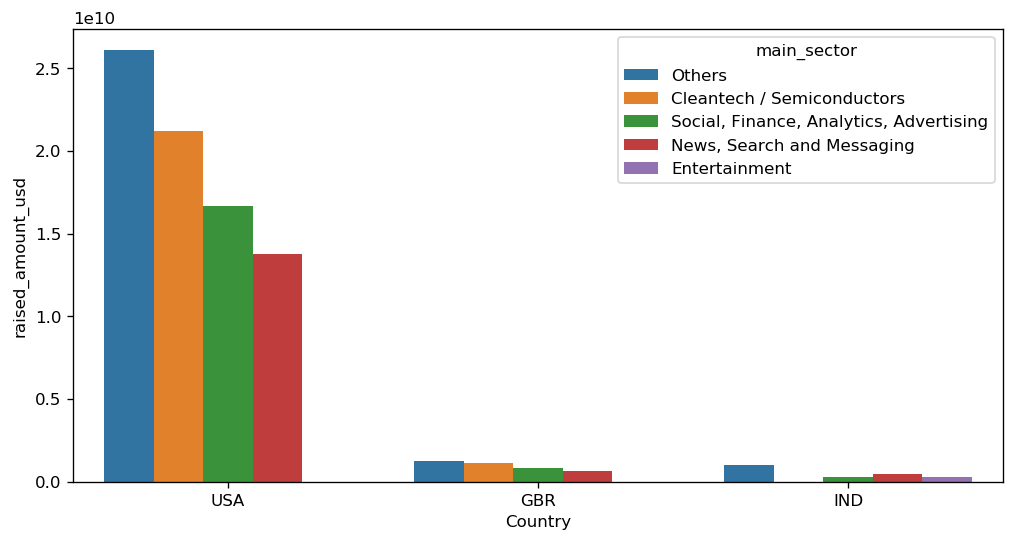 1e10
2.5
2.0
1.5
1.0
0.5
0.0
raised_amount_usd
main_sector
Others
Cleantech / Semiconductors
Social, Finance, Analytics, Advertising
News, Search and Messaging
Entertainment
USA
GBR
IND
Country